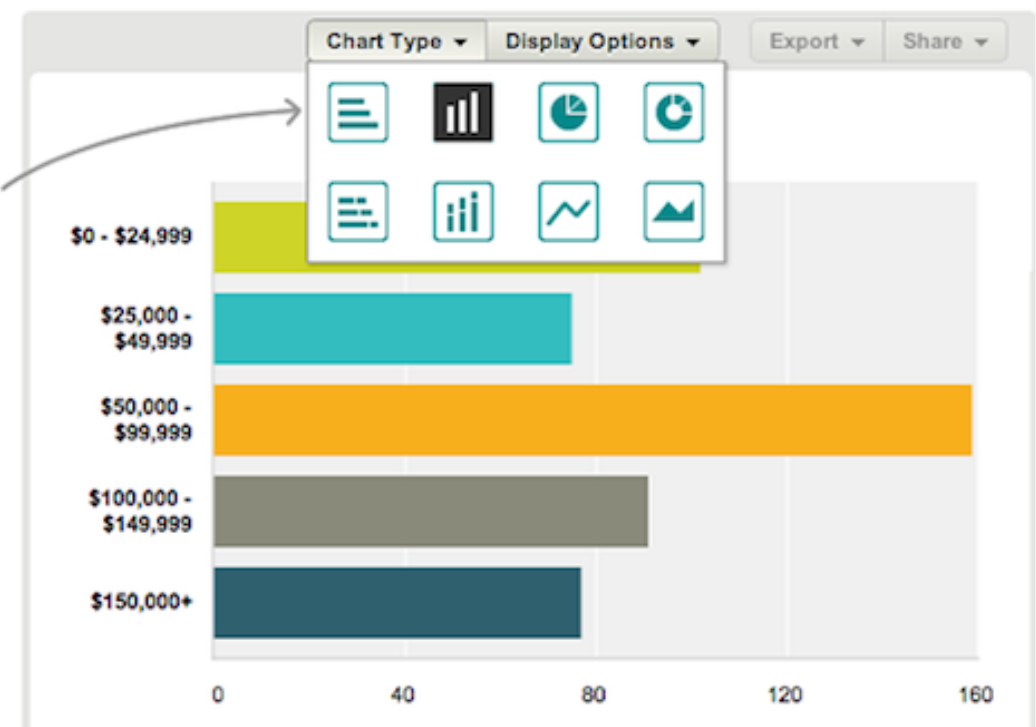 Chart Type Display Options Export Share
$0 - $24,999
$25,000 -
$49,999
$50,000 -
$99,999
$100,000 -
$149,999
$150,000+
0 40 80 120 160